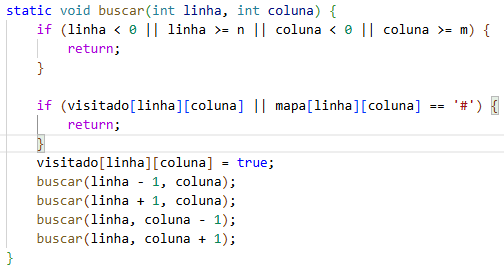 static void buscar(int linha, int coluna) {
    if (linha < 0 || linha >= n || coluna < 0 || coluna >= m) {
        return;
    }

    if (visitado[linha][coluna] || mapa[linha][coluna] == '#') {
        return;
    }
    visitado[linha][coluna] = true;
    buscar(linha - 1, coluna);
    buscar(linha + 1, coluna);
    buscar(linha, coluna - 1);
    buscar(linha, coluna + 1);
}